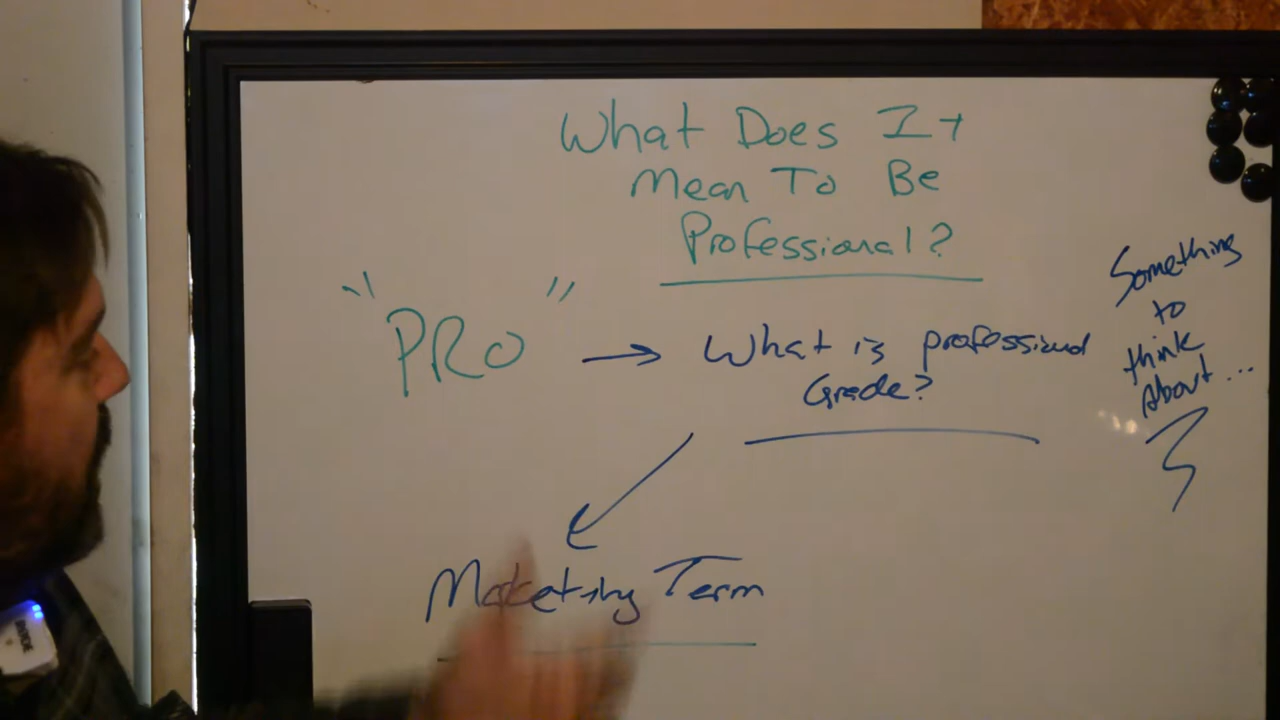 What Does It
Mean To Be
Professional?
"PRO" → What is professional
Grade?
Something
to
think
About...
Marketing Term